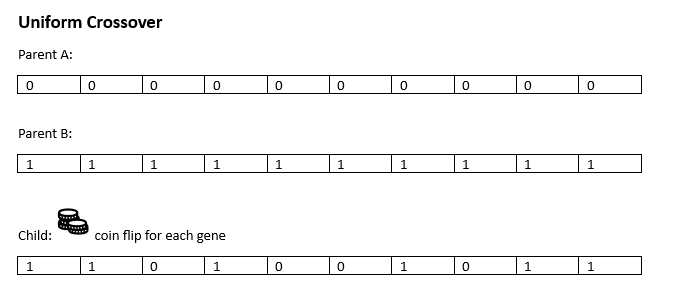 Uniform Crossover
Parent A:
0 0 0 0 0 0 0 0 0 0
Parent B:
1 1 1 1 1 1 1 1 1 1
Child: coin flip for each gene
1 1 0 1 0 0 1 0 1 1